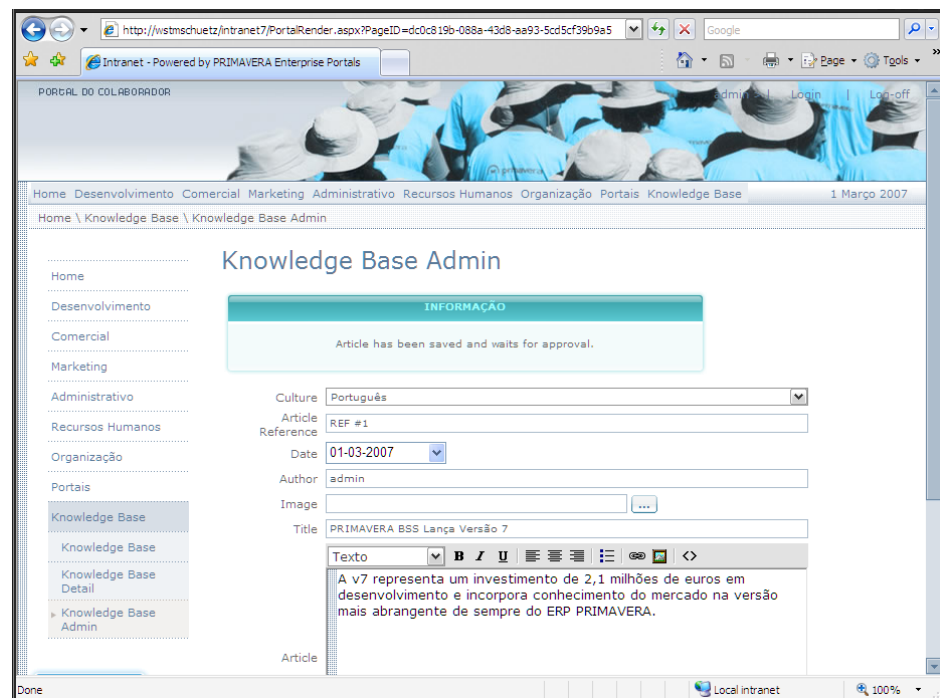 http://wstmschuetz/intranet7/PortalRender.aspx?PageID=dc0c819b-088a-43d8-aa93-5cd5cf39b9a5
Google
Intranet - Powered by PRIMAVERA Enterprise Portals
Page
Tools
PORTAL DO COLABORADOR
admin | Login | Log-off
primavera
Home Desenvolvimento Comercial Marketing Administrativo Recursos Humanos Organização Portais Knowledge Base
1 Março 2007
Home \ Knowledge Base \ Knowledge Base Admin
Home
Desenvolvimento
Comercial
Marketing
Administrativo
Recursos Humanos
Organização
Portais
Knowledge Base
Knowledge Base
Knowledge Base
Detail
Knowledge Base
Admin
Knowledge Base Admin
INFORMAÇÃO
Article has been saved and waits for approval.
Culture Português
Article
Reference REF #1
Date 01-03-2007
Author admin
Image ...
Title PRIMAVERA BSS Lança Versão 7
Texto B I U <>
A v7 representa um investimento de 2,1 milhões de euros em
desenvolvimento e incorpora conhecimento do mercado na versão
mais abrangente de sempre do ERP PRIMAVERA.
Article
Done
Local intranet
100%